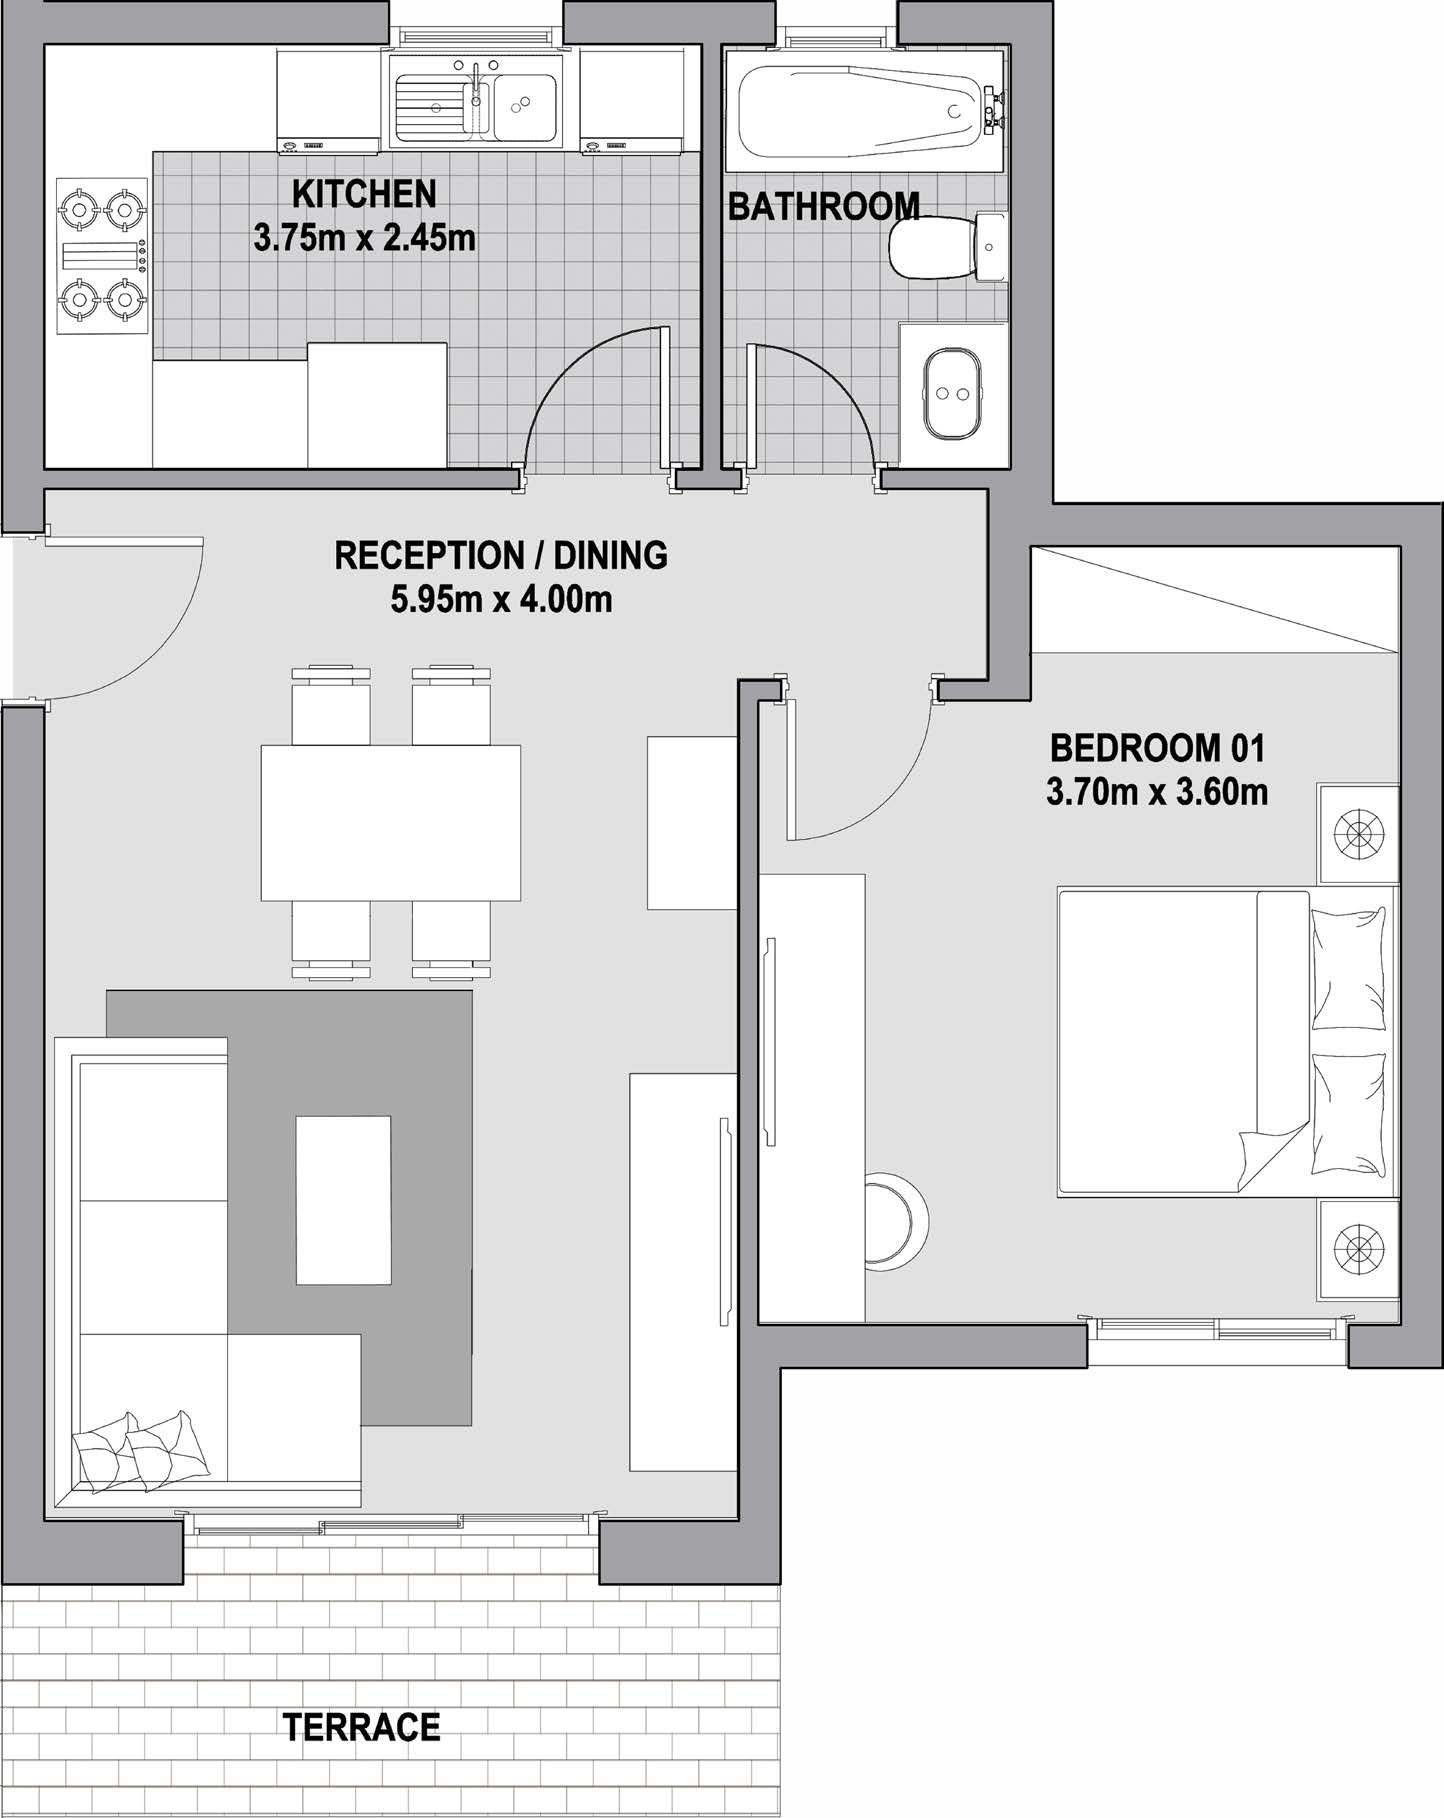 KITCHEN
3.75m x 2.45m
BATHROOM
RECEPTION / DINING
5.95m x 4.00m
BEDROOM 01
3.70m x 3.60m
TERRACE